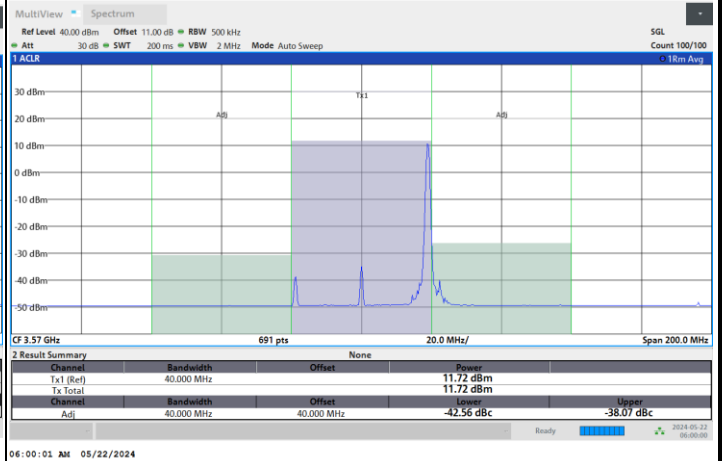 MultiView Spectrum
Ref Level 40.00 dBm Offset 11.00 dB RBW 500 kHz SGL
Att 30 dB SWT 200 ms VBW 2 MHz Mode Auto Sweep Count 100/100
1 ACLR 1Rm Avg
30 dBm
Tx1
20 dBm Adj Adj
10 dBm
0 dBm
-10 dBm
-20 dBm
-30 dBm
-40 dBm
-50 dBm
CF 3.57 GHz 691 pts 20.0 MHz/ Span 200.0 MHz
2 Result Summary None
Channel Bandwidth Offset Power
Tx1 (Ref) 40.000 MHz 11.72 dBm
Tx Total 11.72 dBm
Channel Bandwidth Offset Lower Upper
Adj 40.000 MHz 40.000 MHz -42.56 dBc -38.07 dBc
Ready 2024-05-22
06:00:00
06:00:01 AM 05/22/2024